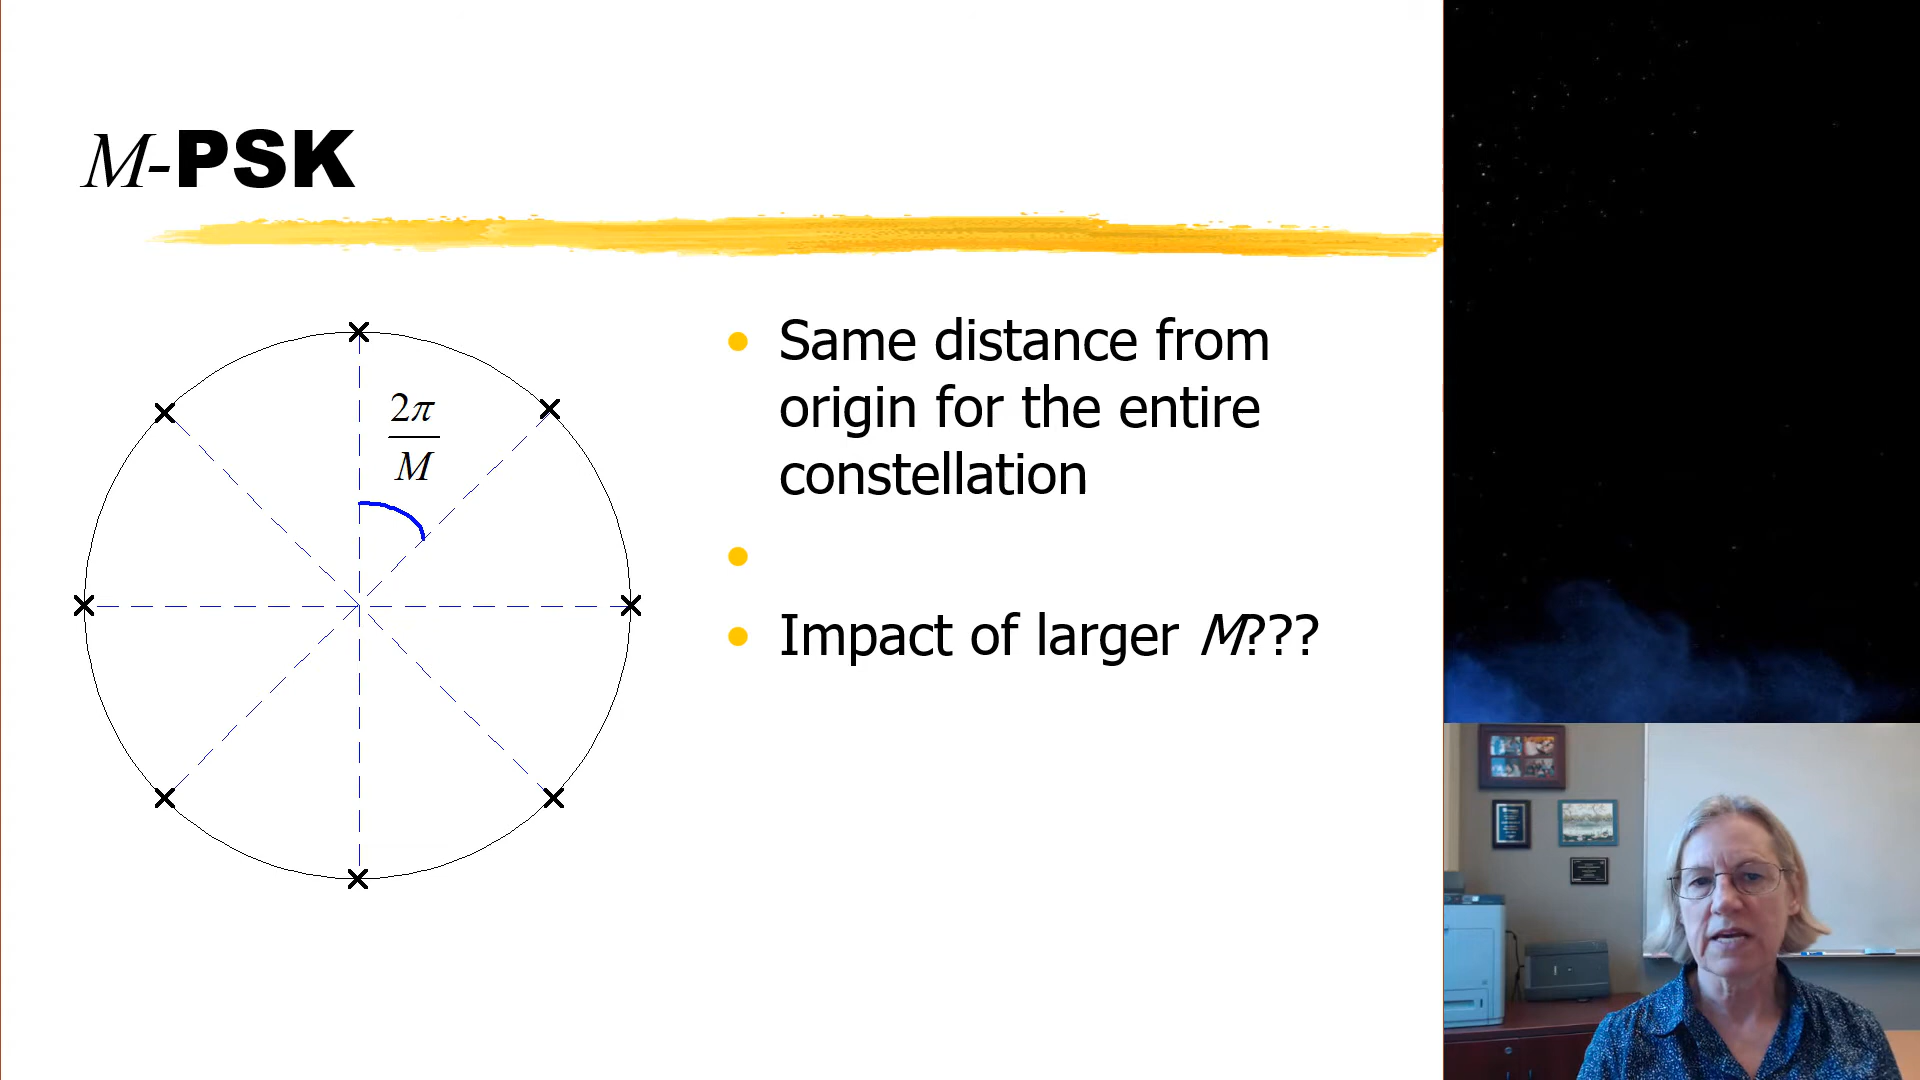 M-PSK
2π
M
Same distance from
origin for the entire
constellation
Impact of larger M???